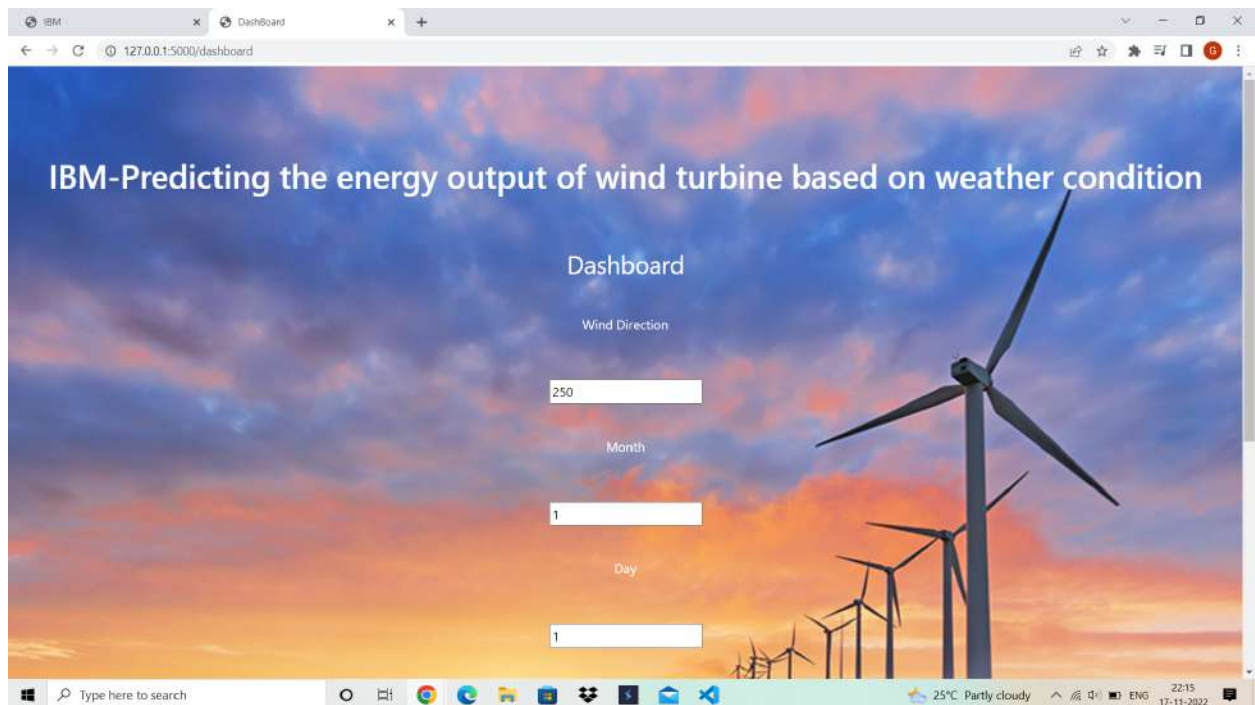 IBM
DashBoard
127.0.0.1:5000/dashboard
G
IBM-Predicting the energy output of wind turbine based on weather condition
Dashboard
Wind Direction
250
Month
1
Day
1
Type here to search
25°C Partly cloudy
ENG
22:15
17-11-2022